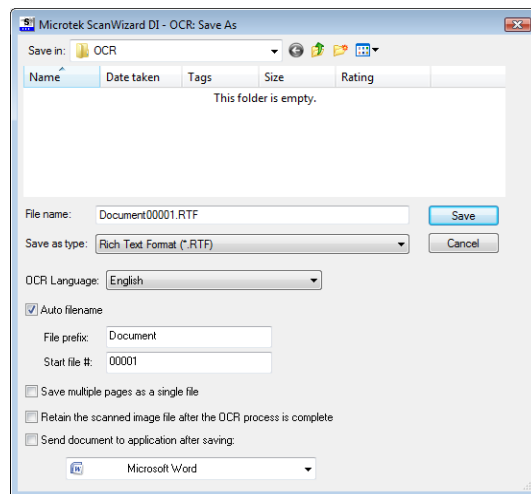 Microtek ScanWizard DI - OCR: Save As
Save in: OCR
Name Date taken Tags Size Rating
This folder is empty.
File name: Document00001.RTF Save
Save as type: Rich Text Format (*.RTF) Cancel
OCR Language: English
Auto filename
File prefix: Document
Start file #: 00001
Save multiple pages as a single file
Retain the scanned image file after the OCR process is complete
Send document to application after saving:
Microsoft Word